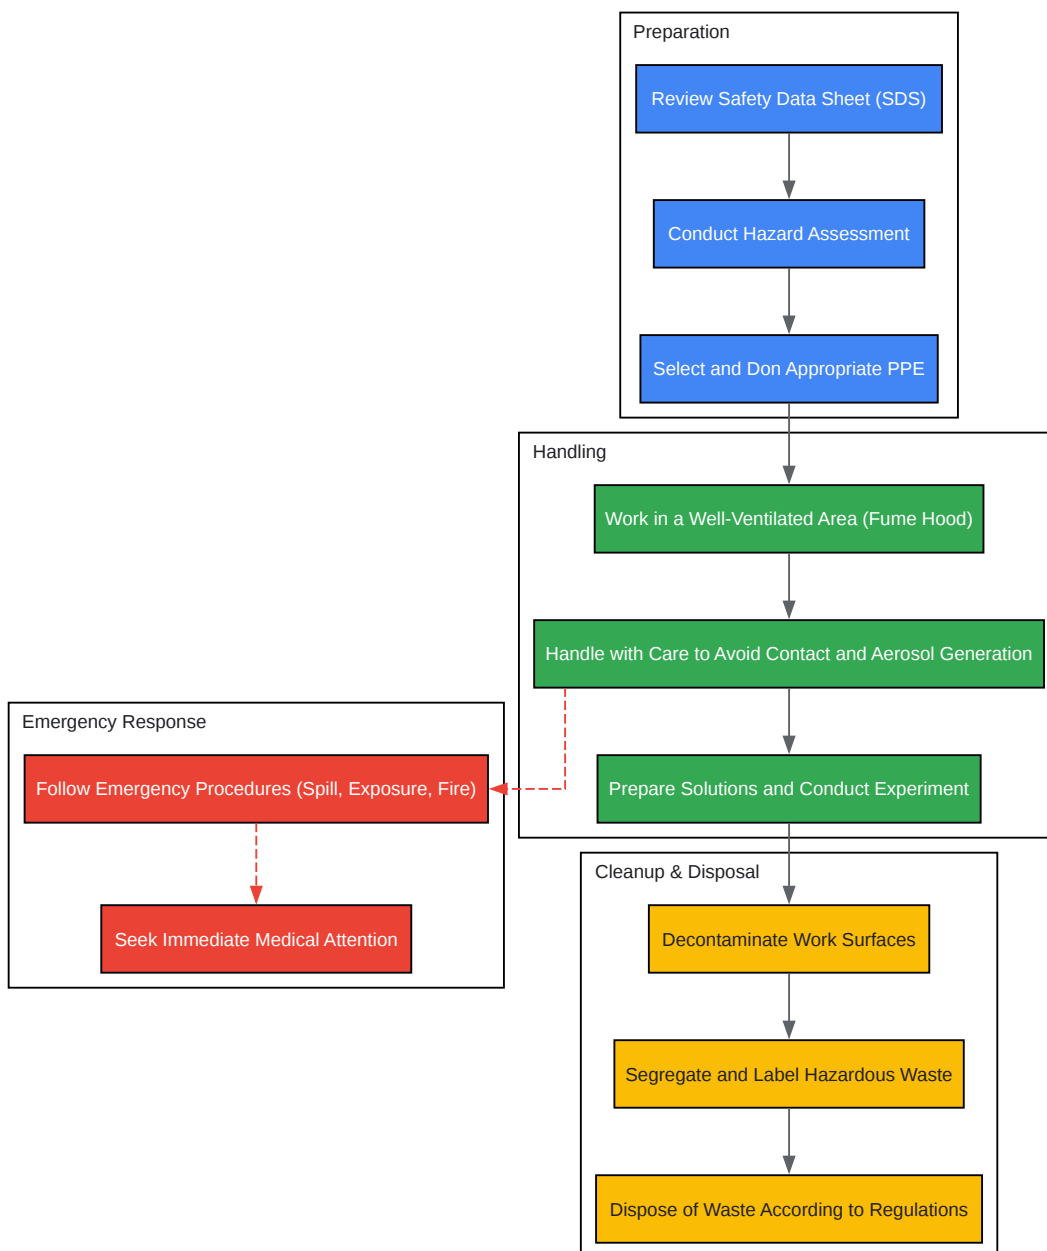 Preparation
Review Safety Data Sheet (SDS)
Conduct Hazard Assessment
Select and Don Appropriate PPE
Handling
Work in a Well-Ventilated Area (Fume Hood)
Handle with Care to Avoid Contact and Aerosol Generation
Prepare Solutions and Conduct Experiment
Emergency Response
Follow Emergency Procedures (Spill, Exposure, Fire)
Seek Immediate Medical Attention
Cleanup & Disposal
Decontaminate Work Surfaces
Segregate and Label Hazardous Waste
Dispose of Waste According to Regulations